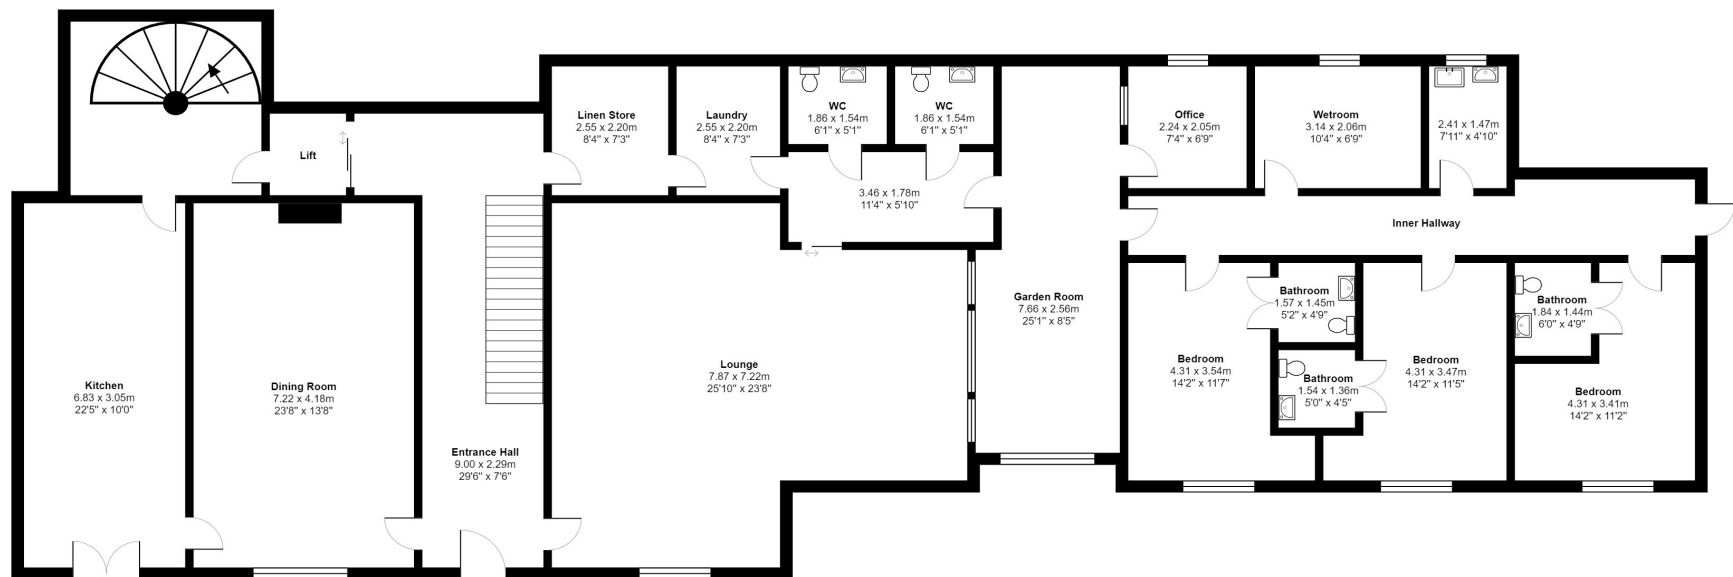 Linen Store
2.55 x 2.20m
8'4" x 7'3"
Laundry
2.55 x 2.20m
8'4" x 7'3"
WC
1.86 x 1.54m
6'1" x 5'1"
WC
1.86 x 1.54m
6'1" x 5'1"
Office
2.24 x 2.05m
7'4" x 6'9"
Wetroom
3.14 x 2.06m
10'4" x 6'9"
2.41 x 1.47m
7'11" x 4'10"
Lift
3.46 x 1.78m
11'4" x 5'10"
Inner Hallway
Garden Room
7.66 x 2.56m
25'1" x 8'5"
Bathroom
1.57 x 1.45m
5'2" x 4'9"
Bathroom
1.84 x 1.44m
6'0" x 4'9"
Kitchen
6.83 x 3.05m
22'5" x 10'0"
Dining Room
7.22 x 4.18m
23'8" x 13'8"
Lounge
7.87 x 7.22m
25'10" x 23'8"
Bedroom
4.31 x 3.54m
14'2" x 11'7"
Bathroom
1.54 x 1.36m
5'0" x 4'5"
Bedroom
4.31 x 3.47m
14'2" x 11'5"
Bedroom
4.31 x 3.41m
14'2" x 11'2"
Entrance Hall
9.00 x 2.29m
29'6" x 7'6"